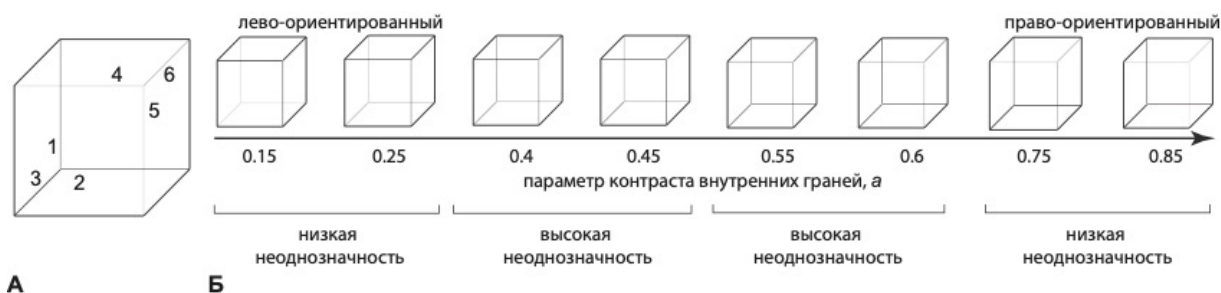 лево-ориентированный
право-ориентированный
4
6
5
1
3
2
0.15 0.25 0.4 0.45 0.55 0.6 0.75 0.85
параметр контраста внутренних граней, a
низкая
неоднозначность
высокая
неоднозначность
высокая
неоднозначность
низкая
неоднозначность
А
Б